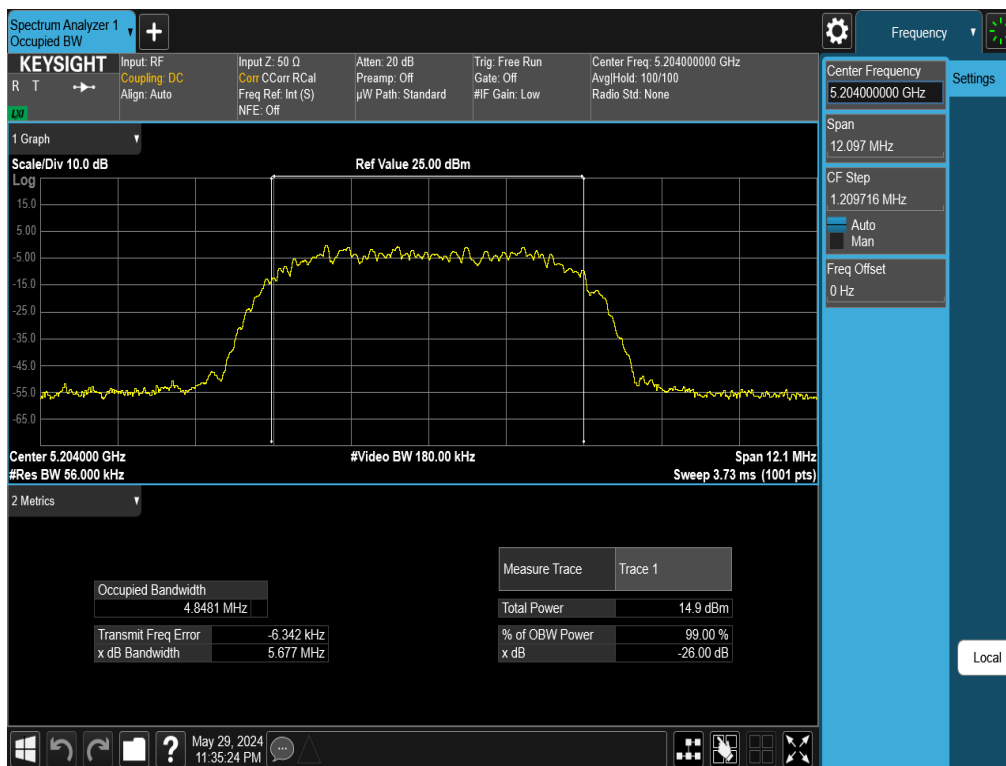 Spectrum Analyzer 1
Occupied BW
Frequency
KEYSIGHT
R T
LXI
Input: RF
Coupling: DC
Align: Auto
Input Z: 50 Ω
Corr CCorr RCal
Freq Ref: Int (S)
NFE: Off
Atten: 20 dB
Preamp: Off
µW Path: Standard
Trig: Free Run
Gate: Off
#IF Gain: Low
Center Freq: 5.204000000 GHz
Avg|Hold: 100/100
Radio Std: None
Center Frequency
5.204000000 GHz
Settings
Span
12.097 MHz
CF Step
1.209716 MHz
Auto
Man
Freq Offset
0 Hz
Local
1 Graph
Scale/Div 10.0 dB
Ref Value 25.00 dBm
Log
15.0
5.00
-5.00
-15.0
-25.0
-35.0
-45.0
-55.0
-65.0
Center 5.204000 GHz
#Video BW 180.00 kHz
Span 12.1 MHz
#Res BW 56.000 kHz
Sweep 3.73 ms (1001 pts)
2 Metrics
Measure Trace Trace 1
Occupied Bandwidth
4.8481 MHz
Total Power 14.9 dBm
Transmit Freq Error -6.342 kHz
% of OBW Power 99.00 %
x dB Bandwidth 5.677 MHz
x dB -26.00 dB
?
May 29, 2024
11:35:24 PM